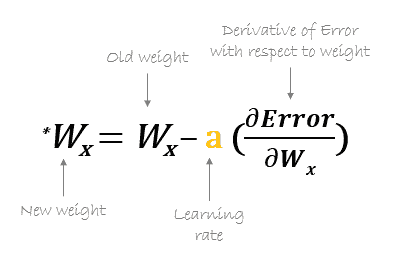 Derivative of Error
with respect to weight
Old weight
*Wₓ = Wₓ − a (∂Error/∂Wₓ)
New weight
Learning
rate